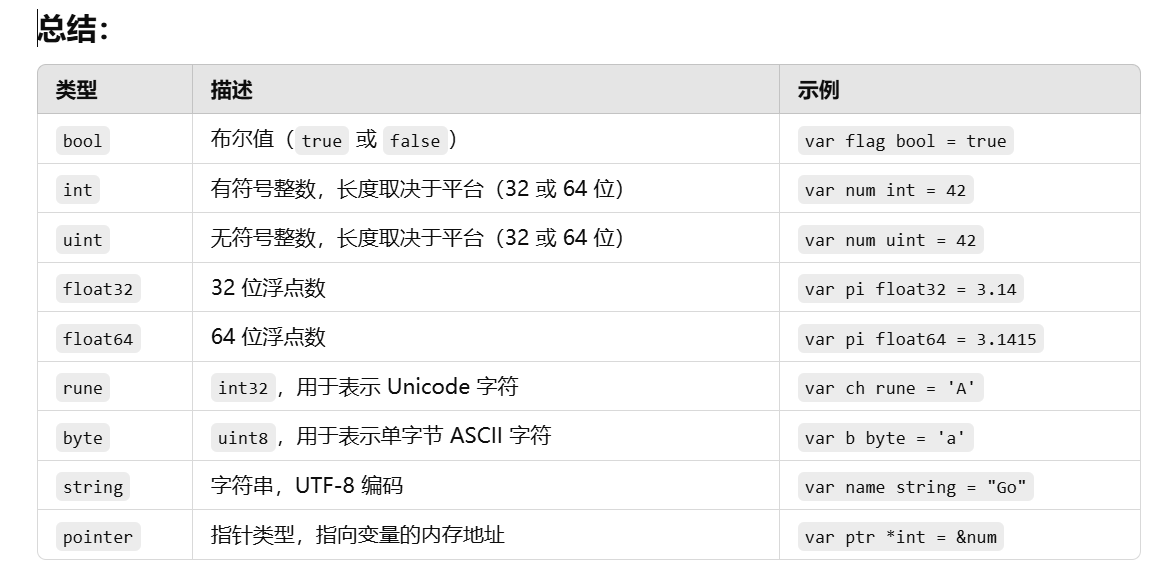 总结：
类型 描述 示例
bool 布尔值（true 或 false） var flag bool = true
int 有符号整数，长度取决于平台（32 或 64 位） var num int = 42
uint 无符号整数，长度取决于平台（32 或 64 位） var num uint = 42
float32 32 位浮点数 var pi float32 = 3.14
float64 64 位浮点数 var pi float64 = 3.1415
rune int32，用于表示 Unicode 字符 var ch rune = 'A'
byte uint8，用于表示单字节 ASCII 字符 var b byte = 'a'
string 字符串，UTF-8 编码 var name string = "Go"
pointer 指针类型，指向变量的内存地址 var ptr *int = &num